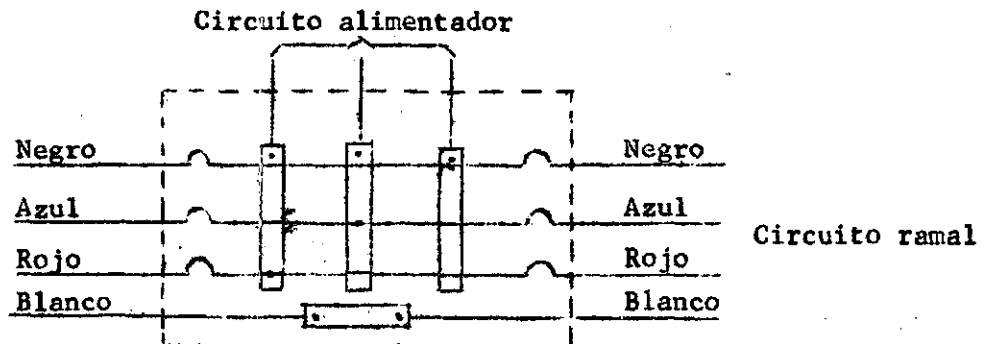 Circuito alimentador
Negro Negro
Azul Azul
Circuito ramal
Rojo Rojo
Blanco Blanco